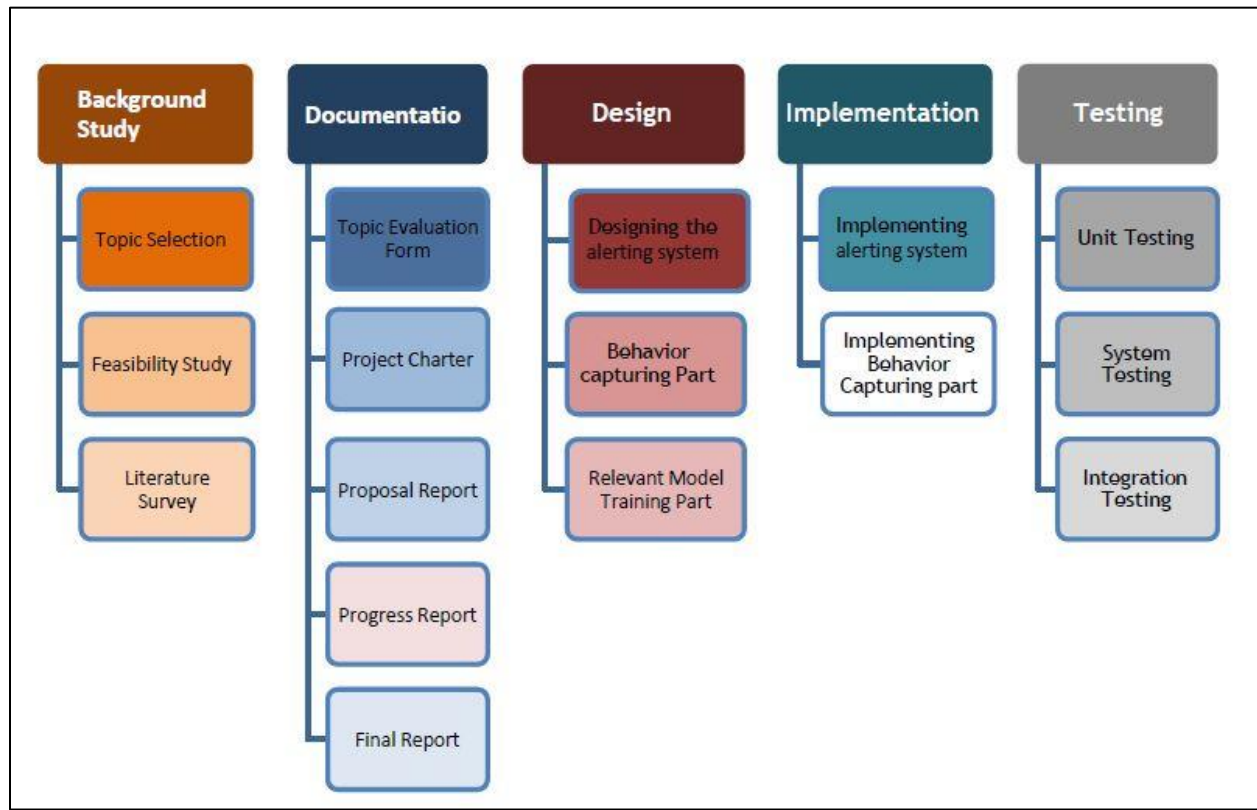 Background
Study
Topic Selection
Feasibility Study
Literature
Survey
Documentatio
Topic Evaluation
Form
Project Charter
Proposal Report
Progress Report
Final Report
Design
Designing the
alerting system
Behavior
capturing Part
Relevant Model
Training Part
Implementation
Implementing
alerting system
Implementing
Behavior
Capturing part
Testing
Unit Testing
System
Testing
Integration
Testing